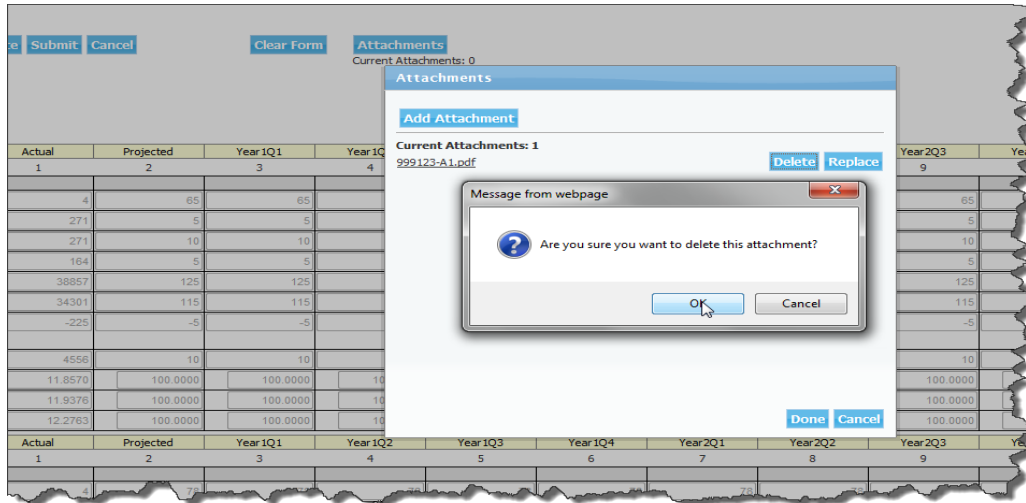 Submit Cancel Clear Form Attachments
Current Attachments: 0
Attachments
Add Attachment
Current Attachments: 1
999123-A1.pdf Delete Replace
Message from webpage
Are you sure you want to delete this attachment?
OK Cancel
Done Cancel
Actual Projected Year1Q1 Year1Q Year2Q3
1 2 3 4 9
4 65 65 65
271 5 5 5
271 10 10 10
164 5 5 5
38857 125 125 125
34301 115 115 115
-225 -5 -5 -5
4556 10 10 10
11.8570 100.0000 100.0000 10 100.0000
11.9376 100.0000 100.0000 10 100.0000
12.2763 100.0000 100.0000 10 100.0000
Actual Projected Year1Q1 Year1Q2 Year1Q3 Year1Q4 Year2Q1 Year2Q2 Year2Q3
1 2 3 4 5 6 7 8 9
4 78